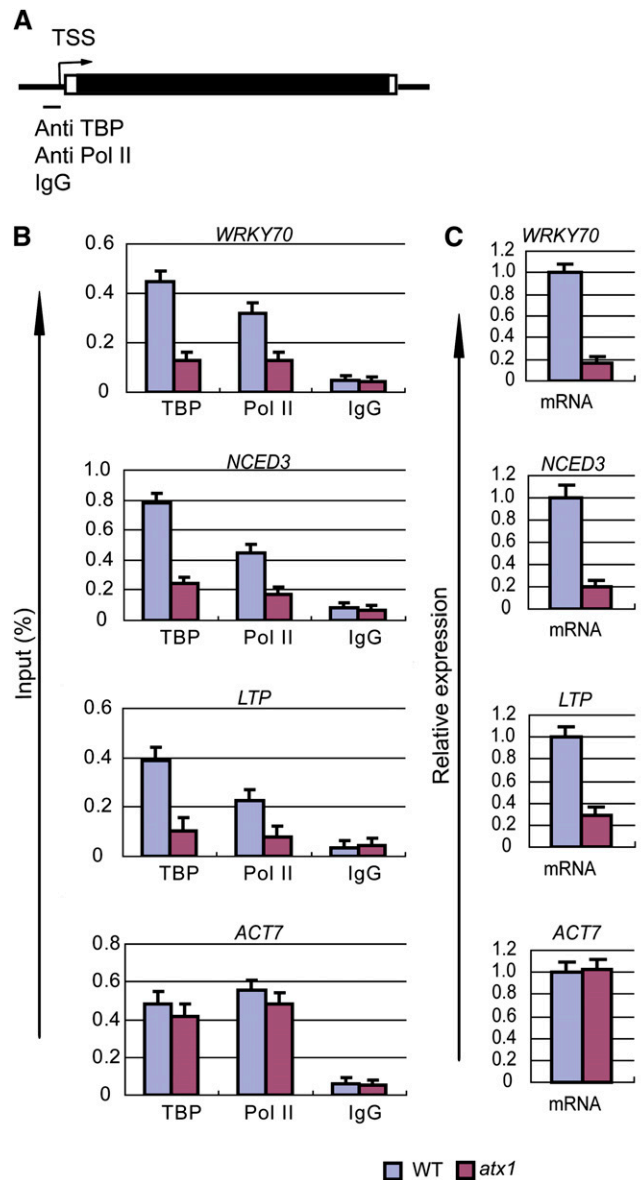 A
TSS
Anti TBP
Anti Pol II
IgG
B
Input (%)
WRKY70
0.6
0.4
0.2
0
TBP Pol II IgG
NCED3
1.0
0.8
0.6
0.4
0.2
0
TBP Pol II IgG
LTP
0.6
0.4
0.2
0
TBP Pol II IgG
ACT7
0.8
0.6
0.4
0.2
0
TBP Pol II IgG
C
Relative expression
WRKY70
1.2
1.0
0.8
0.6
0.4
0.2
0
mRNA
NCED3
1.2
1.0
0.8
0.6
0.4
0.2
0
mRNA
LTP
1.2
1.0
0.8
0.6
0.4
0.2
0
mRNA
ACT7
1.2
1.0
0.8
0.6
0.4
0.2
0
mRNA
WT atx1